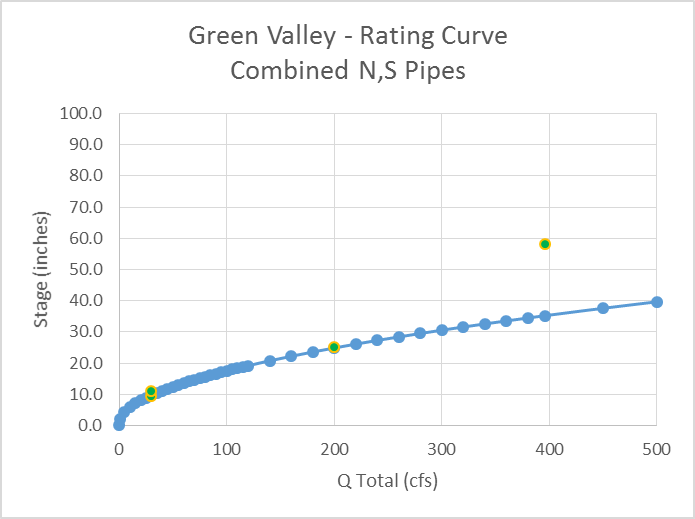 Green Valley - Rating Curve
Combined N,S Pipes
100.0
90.0
80.0
70.0
60.0
50.0
40.0
30.0
20.0
10.0
0.0
Stage (inches)
0 100 200 300 400 500
Q Total (cfs)